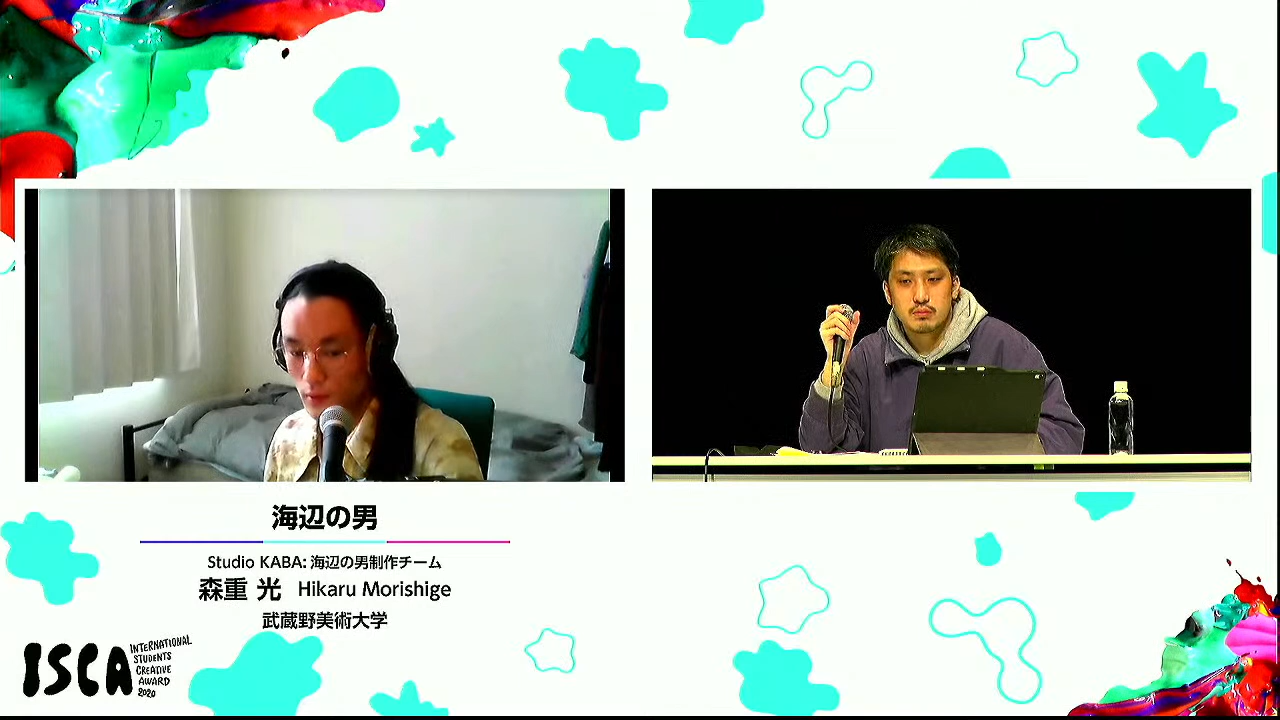 海辺の男
Studio KABA: 海辺の男制作チーム
森重 光 Hikaru Morishige
武蔵野美術大学
ISCA
INTERNATIONAL
STUDENTS
CREATIVE
AWARD
2020